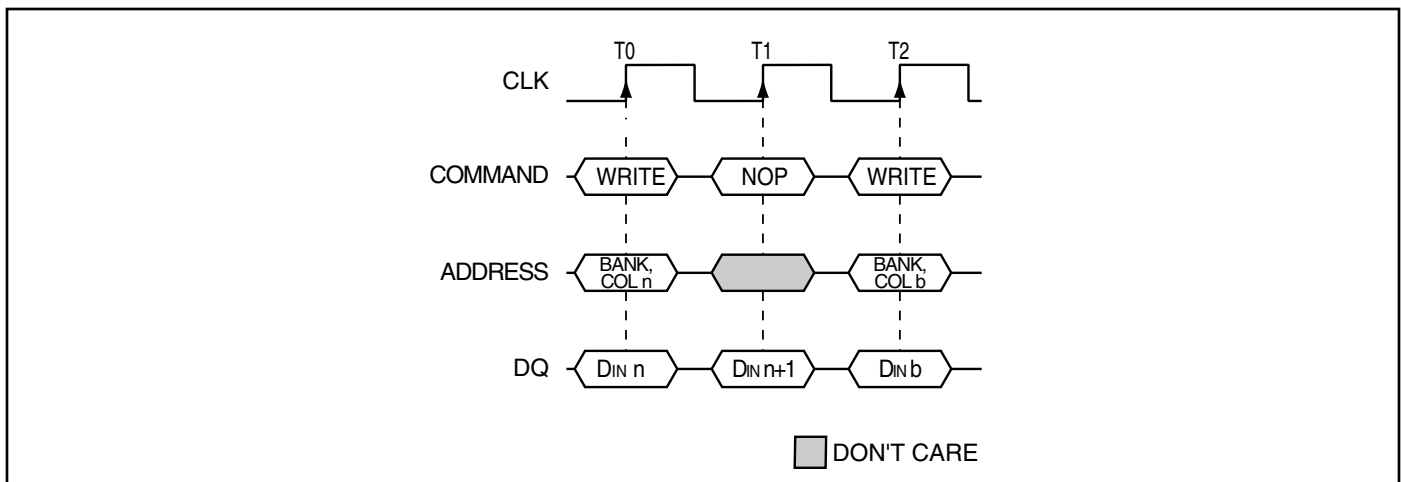 T0 T1 T2
CLK
COMMAND WRITE NOP WRITE
ADDRESS BANK, COL n BANK, COL b
DQ DIN n DIN n+1 DIN b
DON'T CARE